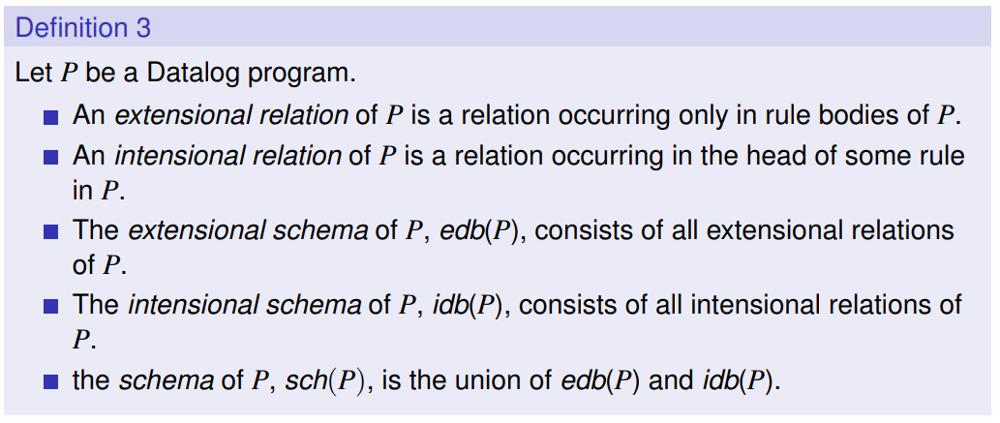 Definition 3
Let P be a Datalog program.
■ An extensional relation of P is a relation occurring only in rule bodies of P.
■ An intensional relation of P is a relation occurring in the head of some rule
in P.
■ The extensional schema of P, edb(P), consists of all extensional relations
of P.
■ The intensional schema of P, idb(P), consists of all intensional relations of
P.
■ the schema of P, sch(P), is the union of edb(P) and idb(P).